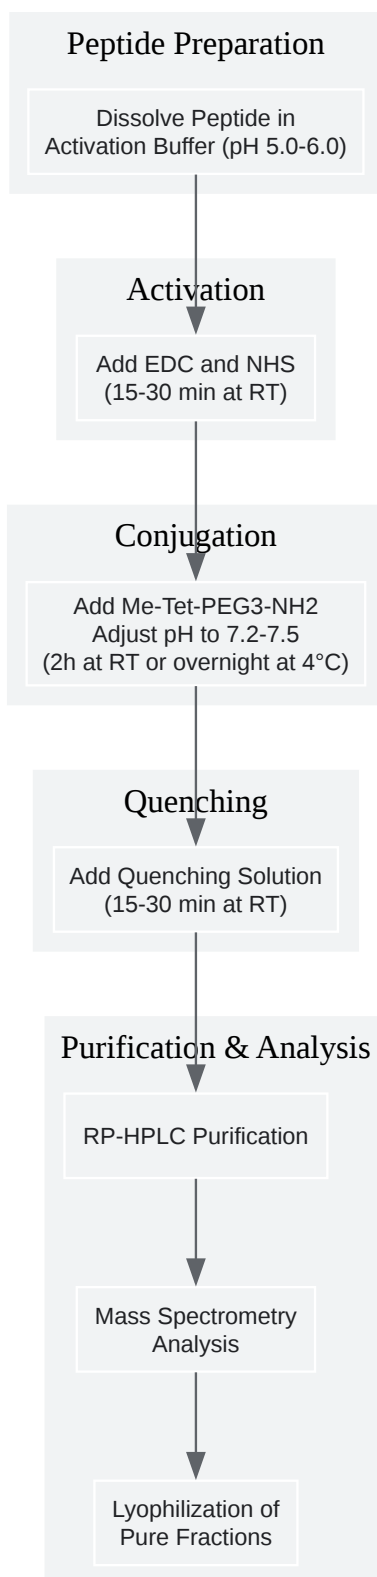 Peptide Preparation
Dissolve Peptide in
Activation Buffer (pH 5.0-6.0)
Activation
Add EDC and NHS
(15-30 min at RT)
Conjugation
Add Me-Tet-PEG3-NH2
Adjust pH to 7.2-7.5
(2h at RT or overnight at 4°C)
Quenching
Add Quenching Solution
(15-30 min at RT)
Purification & Analysis
RP-HPLC Purification
Mass Spectrometry
Analysis
Lyophilization of
Pure Fractions